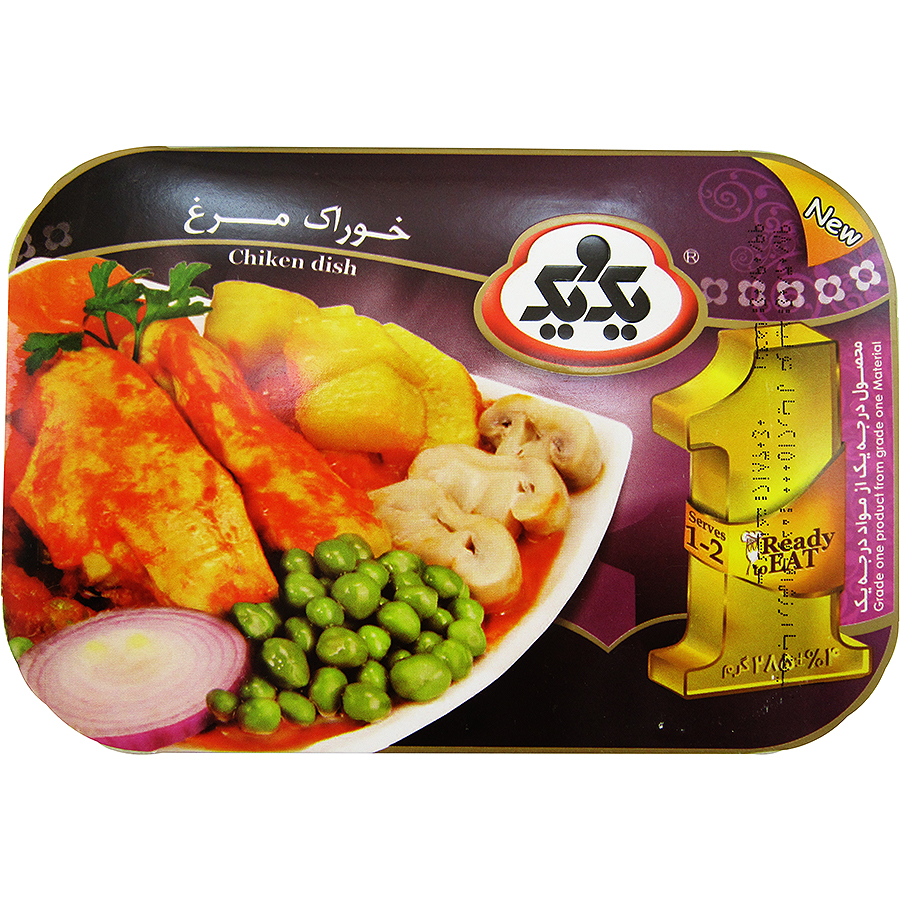 خوراک مرغ
Chiken dish
یک یک
®
New
1
Serves
1-2
Ready
to EAT
محصول درجه یک از مواد درجه یک
Grade one product from grade one Material